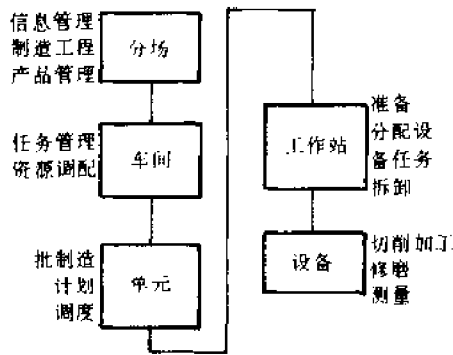 信息管理
制造工程
产品管理
分场
任务管理
资源调配
车间
批制造
计划
调度
单元
工作站
准备
分配设
备任务
拆卸
设备
切削加工
修磨
测量